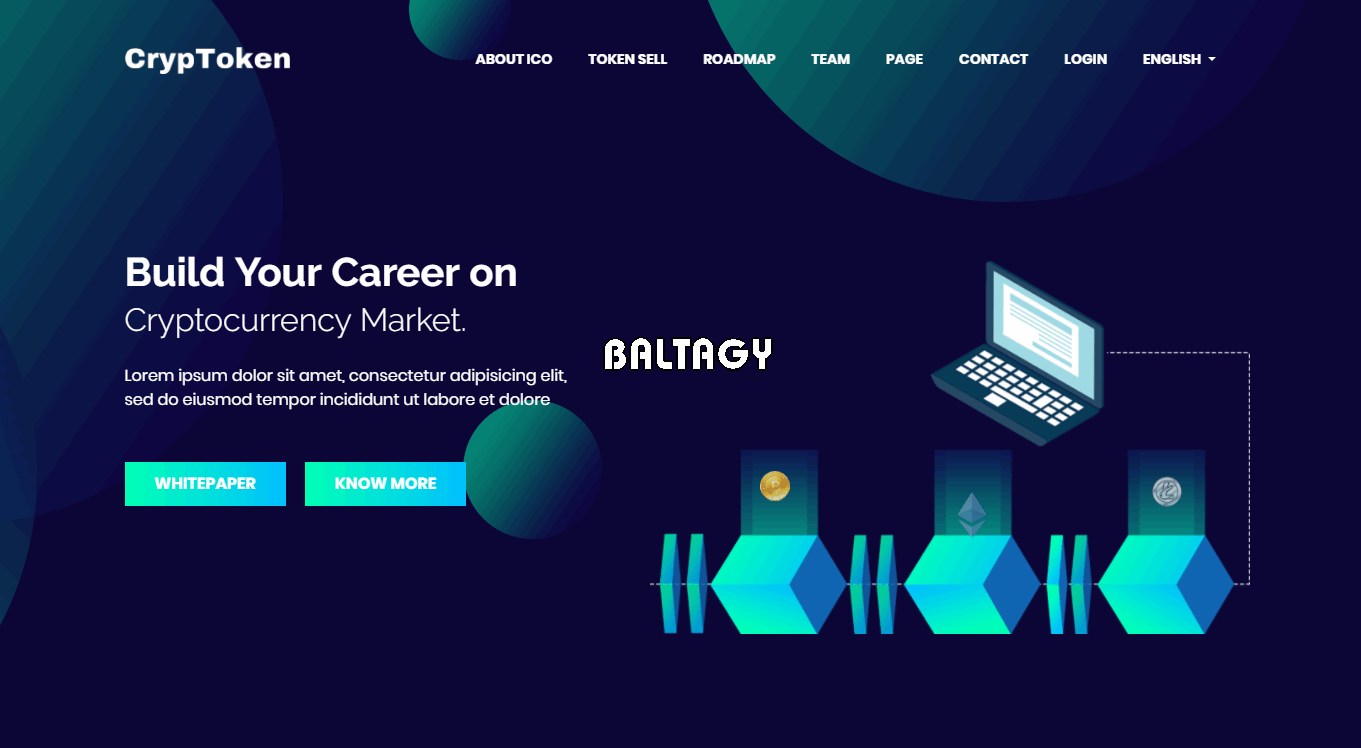 CrypToken
ABOUT ICO TOKEN SELL ROADMAP TEAM PAGE CONTACT LOGIN ENGLISH
Build Your Career on
Cryptocurrency Market.
BALTAGY
Lorem ipsum dolor sit amet, consectetur adipisicing elit,
sed do eiusmod tempor incididunt ut labore et dolore
WHITEPAPER KNOW MORE